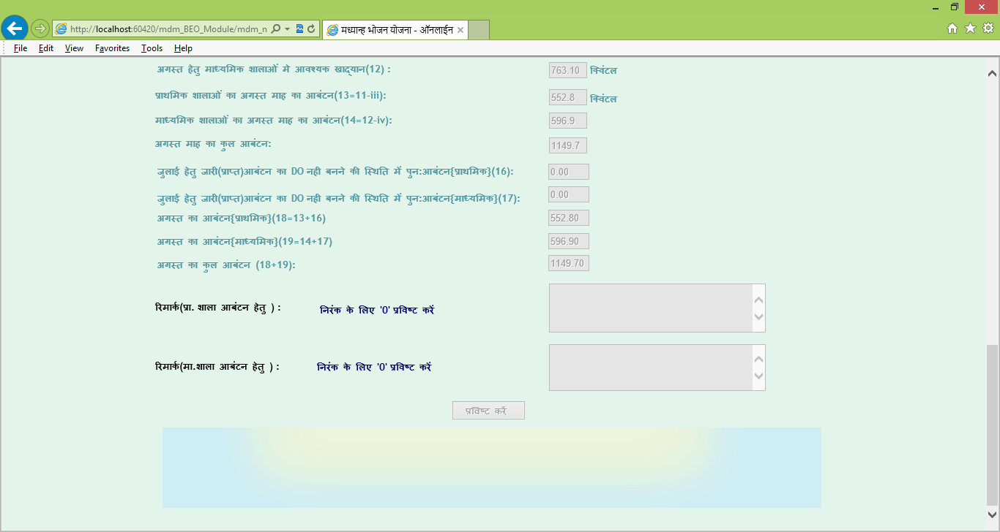 http://localhost:60420/mdm_BEO_Module/mdm_n
मध्यान्ह भोजन योजना - ऑनलाईन
File Edit View Favorites Tools Help
अगस्त हेतु माध्यमिक शालाओं मे आवश्यक खाद्यान(12) : 763.10 क्विंटल
प्राथमिक शालाओं का अगस्त माह का आबंटन(13=11-iii): 552.8 क्विंटल
माध्यमिक शालाओं का अगस्त माह का आबंटन(14=12-iv): 596.9
अगस्त माह का कुल आबंटन: 1149.7
जुलाई हेतु जारी(प्राप्त)आबंटन का DO नही बनने की स्थिति में पुन:आबंटन{प्राथमिक}(16): 0.00
जुलाई हेतु जारी(प्राप्त)आबंटन का DO नही बनने की स्थिति में पुन:आबंटन{माध्यमिक}(17): 0.00
अगस्त का आबंटन{प्राथमिक}(18=13+16) 552.80
अगस्त का आबंटन{माध्यमिक}(19=14+17) 596.90
अगस्त का कुल आबंटन (18+19): 1149.70
रिमार्क(प्रा. शाला आबंटन हेतु ) : निरंक के लिए '0' प्रविष्ट करें
रिमार्क(मा.शाला आबंटन हेतु ) : निरंक के लिए '0' प्रविष्ट करें
प्रविष्ट करें